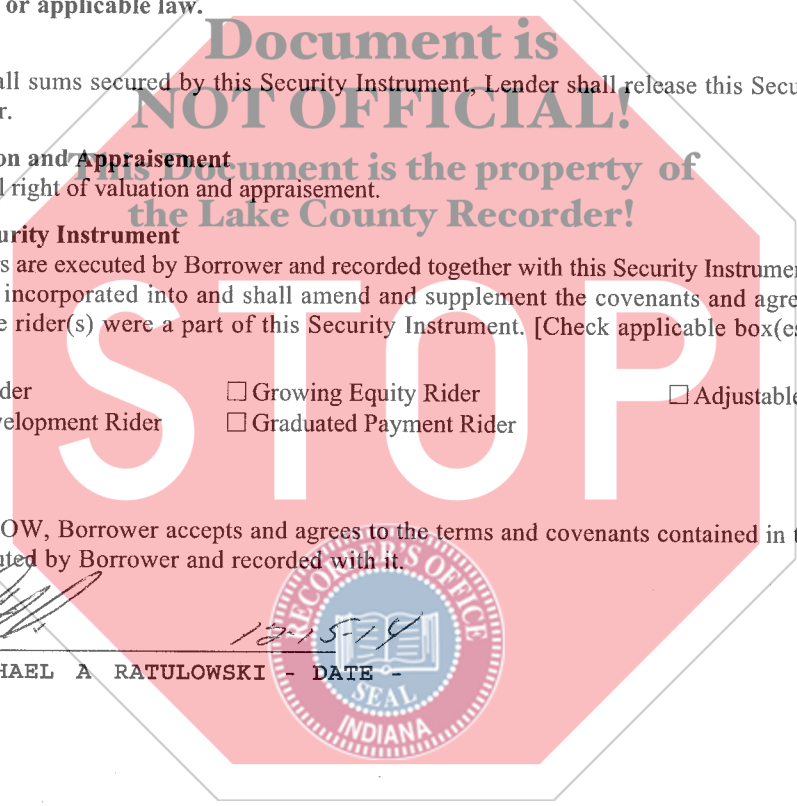 or applicable law.
Document is
all sums secured by this Security Instrument, Lender shall release this Secu
r.
NOT OFFICIAL!
on and Appraisement
This Document is the property of
l right of valuation and appraisement.
the Lake County Recorder!
urity Instrument
s are executed by Borrower and recorded together with this Security Instrumen
incorporated into and shall amend and supplement the covenants and agre
e rider(s) were a part of this Security Instrument. [Check applicable box(es
STOP
der ☐ Growing Equity Rider ☐ Adjustable
velopment Rider ☐ Graduated Payment Rider
OW, Borrower accepts and agrees to the terms and covenants contained in t
uted by Borrower and recorded with it.
12-15-14
HAEL A RATULOWSKI - DATE -
RECORDER'S OFFICE
SEAL
INDIANA